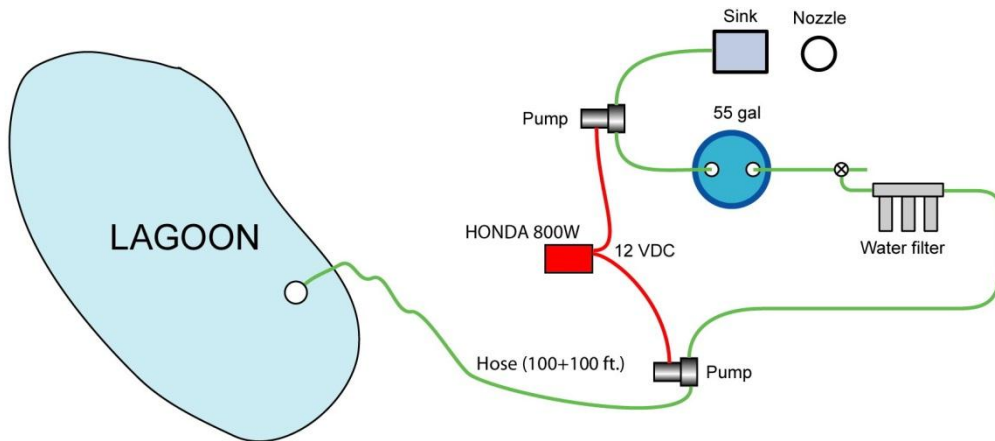 Sink
Nozzle
Pump
55 gal
LAGOON
HONDA 800W
12 VDC
Water filter
Hose (100+100 ft.)
Pump